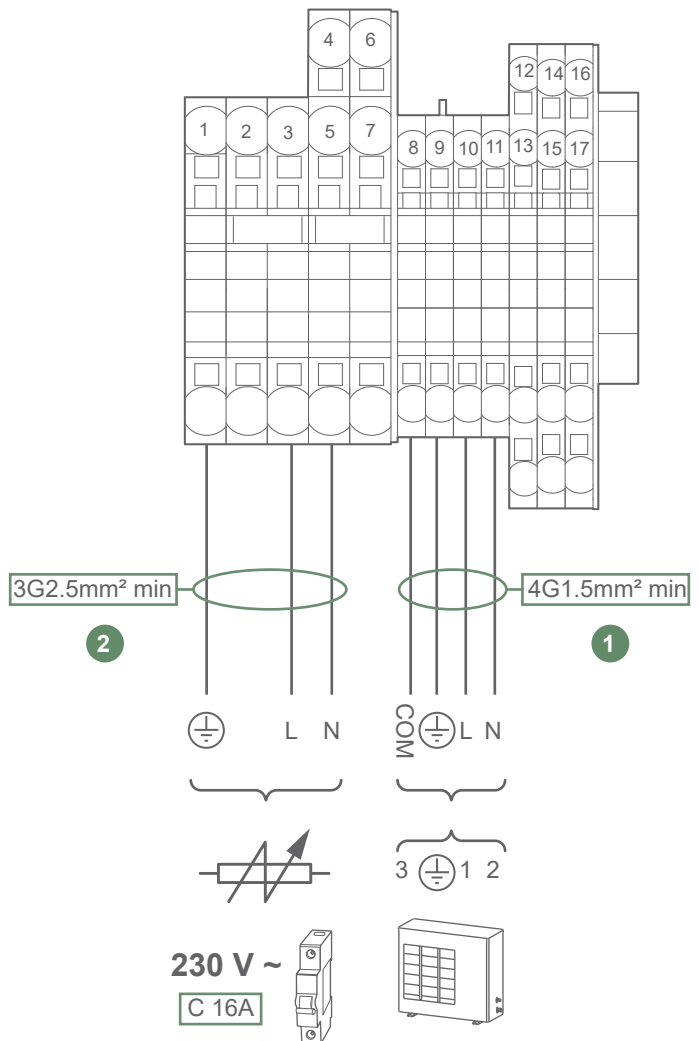 4 6
12 14 16
1 2 3 5 7
8 9 10 11 13 15 17
3G2.5mm² min
4G1.5mm² min
2
1
L N
COM L N
3 1 2
230 V ~
C 16A